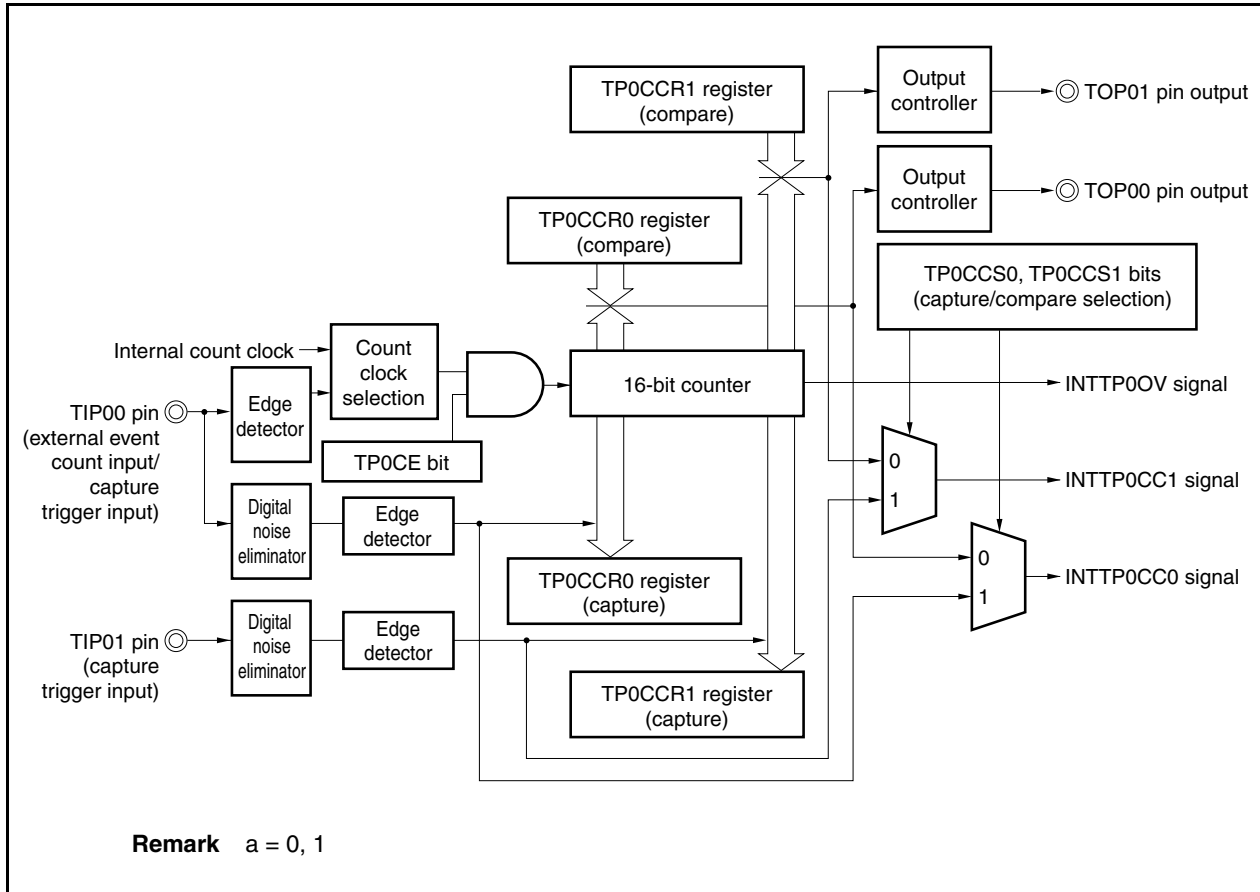 TP0CCR1 register
(compare)
Output
controller
TOP01 pin output
Output
controller
TOP00 pin output
TP0CCR0 register
(compare)
TP0CCS0, TP0CCS1 bits
(capture/compare selection)
Internal count clock
Count
clock
selection
16-bit counter
INTTP0OV signal
TIP00 pin
(external event
count input/
capture
trigger input)
Edge
detector
TP0CE bit
0
1
INTTP0CC1 signal
Digital
noise
eliminator
Edge
detector
TP0CCR0 register
(capture)
0
1
INTTP0CC0 signal
TIP01 pin
(capture
trigger input)
Digital
noise
eliminator
Edge
detector
TP0CCR1 register
(capture)
Remark a = 0, 1